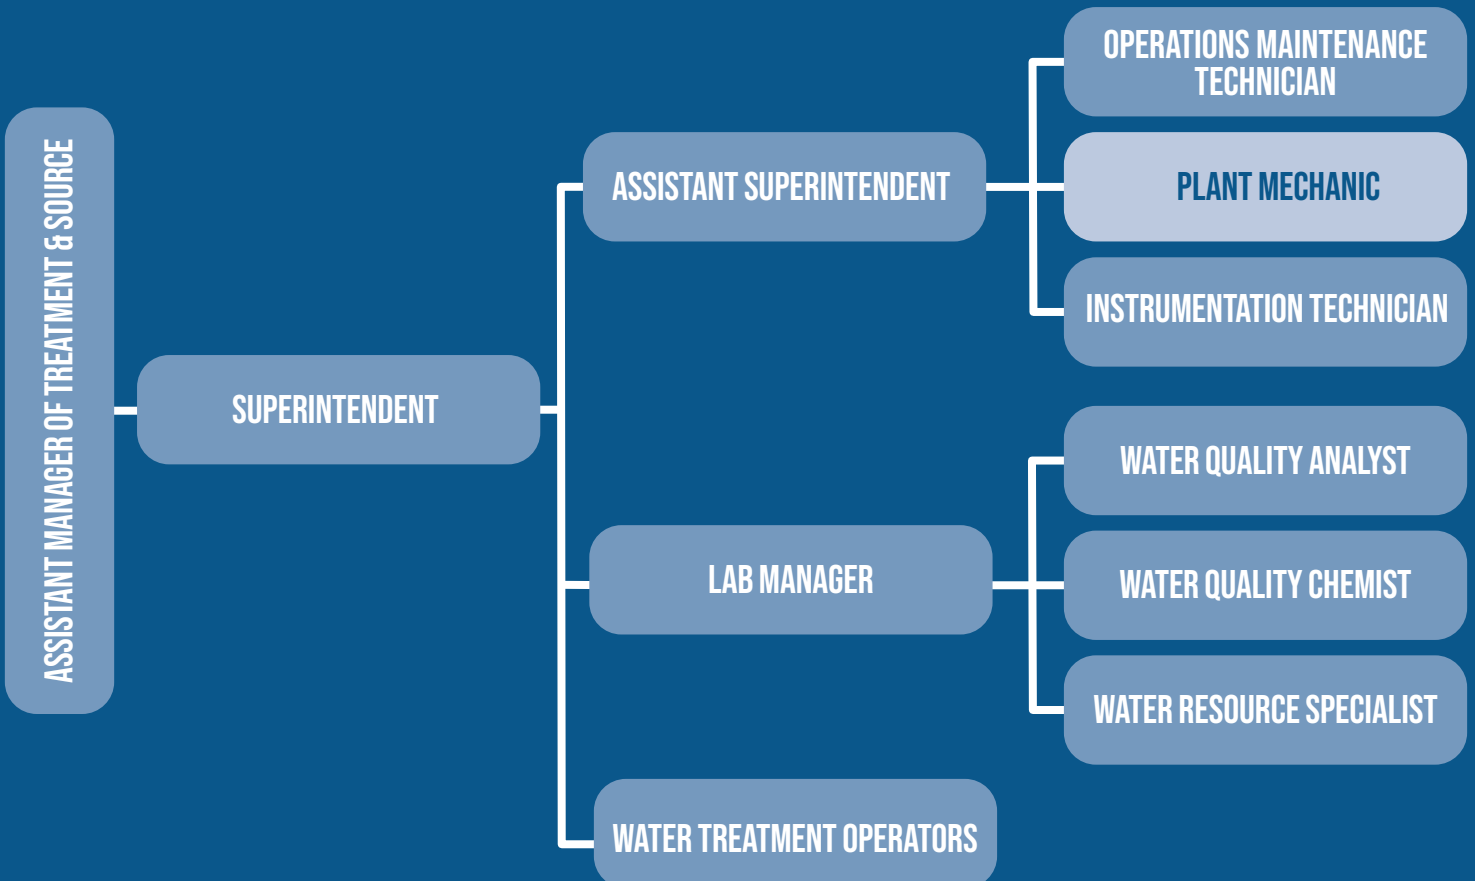 ASSISTANT MANAGER OF TREATMENT & SOURCE
SUPERINTENDENT
ASSISTANT SUPERINTENDENT
OPERATIONS MAINTENANCE
TECHNICIAN
PLANT MECHANIC
INSTRUMENTATION TECHNICIAN
LAB MANAGER
WATER QUALITY ANALYST
WATER QUALITY CHEMIST
WATER RESOURCE SPECIALIST
WATER TREATMENT OPERATORS